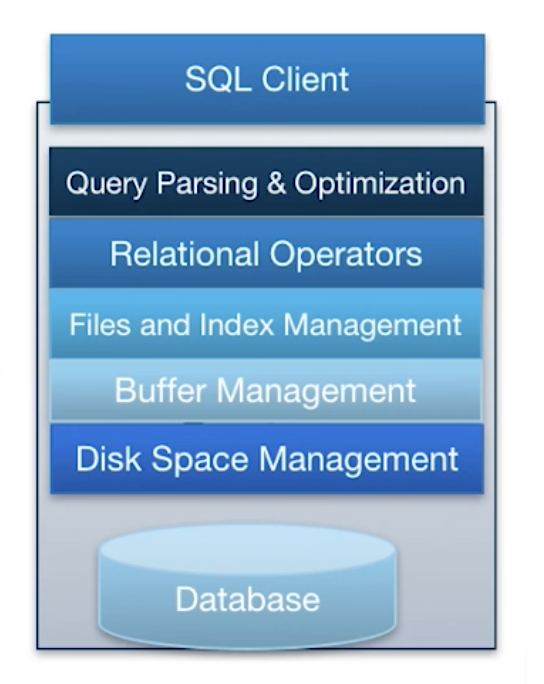 SQL Client
Query Parsing & Optimization
Relational Operators
Files and Index Management
Buffer Management
Disk Space Management
Database